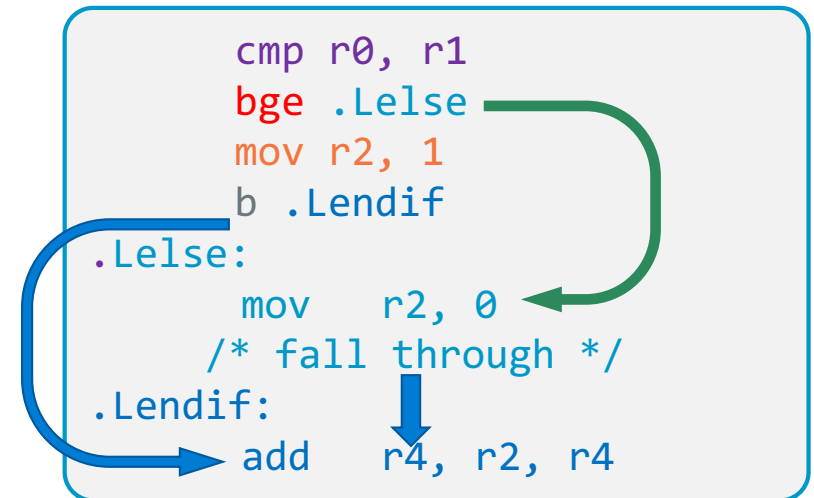 cmp r0, r1
bge .Lelse
mov r2, 1
b .Lendif
.Lelse:
mov r2, 0
/* fall through */
.Lendif:
add r4, r2, r4